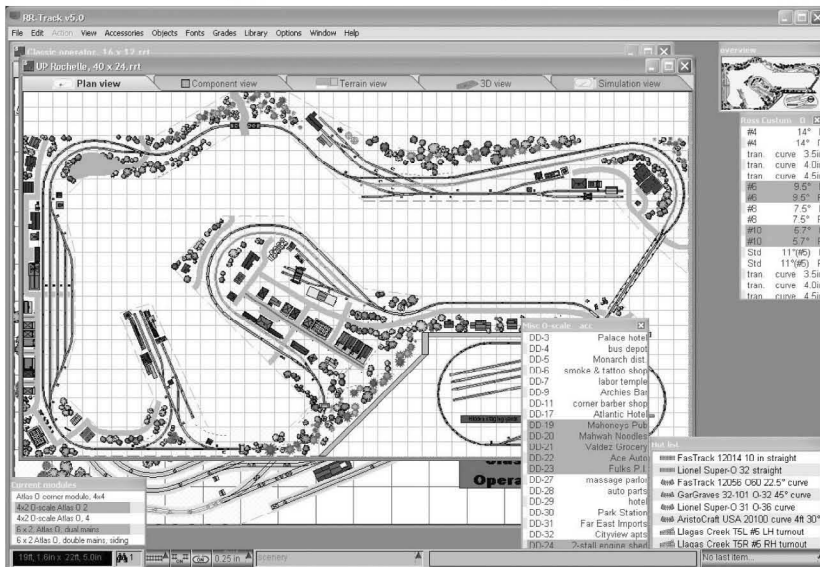 RR-Track v5.0
File Edit Action View Accessories Objects Fonts Grades Library Options Window Help
Classic operator, 16 x 12.rrt
UP Rochelle, 40 x 24.rrt
Plan view Component view Terrain view 3D view Simulation view
overview
Ross Custom
#4 14°
#4 14°
tran. curve 3.5in
tran. curve 4.0in
tran. curve 4.5in
#6 9.5°
#6 9.5°
#8 7.5°
#8 7.5°
#10 5.7°
#10 5.7°
Std 11°(#5)
Std 11°(#5)
tran. curve 3.5in
tran. curve 4.0in
tran. curve 4.5in
Misc O-scale acc
DD-3 Palace hotel
DD-4 bus depot
DD-5 Monarch dist.
DD-6 smoke & tattoo shop
DD-7 labor temple
DD-9 Archies Bar
DD-11 corner barber shop
DD-17 Atlantic Hotel
DD-19 Mahoneys Pub
DD-20 Mahwah Noodles
DD-21 Valdez Grocery
DD-22 Ace Auto
DD-23 Fulks P.I.
DD-27 massage parlor
DD-28 auto parts
DD-29 hotel
DD-30 Park Station
DD-31 Far East Imports
DD-32 Cityview apts
DD-24 2-stall engine shed
Opera
Hot list
FasTrack 12014 10 in straight
Lionel Super-O 32 straight
FasTrack 12056 O60 22.5° curve
GarGraves 32-101 O-32 45° curve
Lionel Super-O 31 O-36 curve
AristoCraft USA 20100 curve 4ft 30°
Llagas Creek T5L #5 LH turnout
Llagas Creek T5R #5 RH turnout
Current modules
Atlas O corner module, 4x4
4x2 O-scale Atlas O 2
4x2 O-scale Atlas O, 4
6 x 2, Atlas O, dual mains
6 x 2 Atlas O, double mains, siding
19ft, 1.6in x 22ft, 5.0in 1 0.25 in scenery No last item...